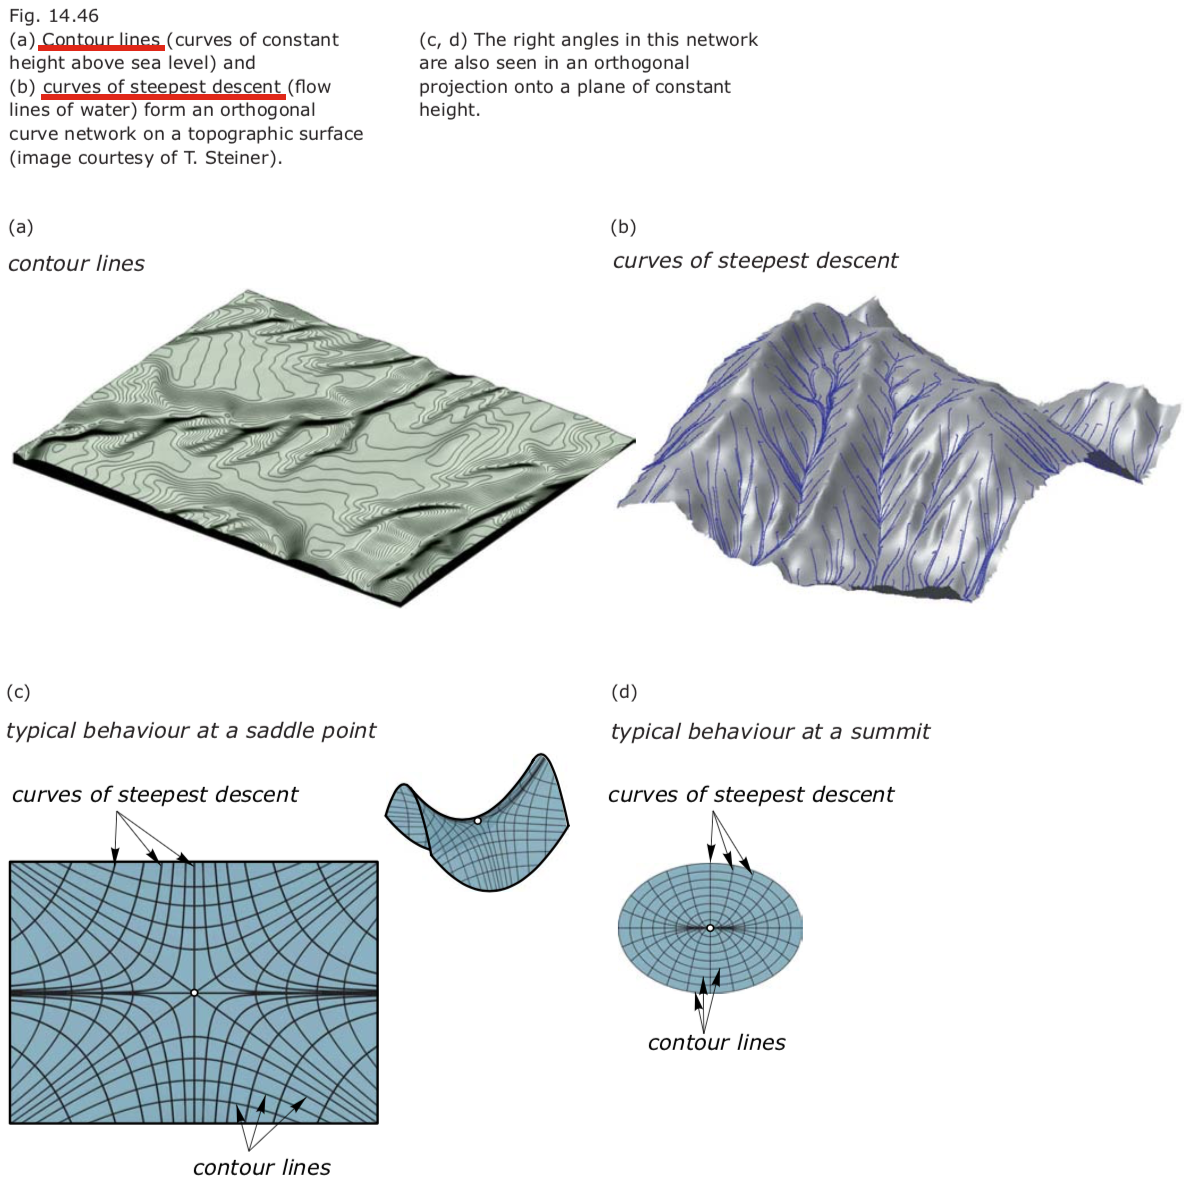 Fig. 14.46
(a) Contour lines (curves of constant
height above sea level) and
(b) curves of steepest descent (flow
lines of water) form an orthogonal
curve network on a topographic surface
(image courtesy of T. Steiner).
(c, d) The right angles in this network
are also seen in an orthogonal
projection onto a plane of constant
height.
(a)
contour lines
(b)
curves of steepest descent
(c)
typical behaviour at a saddle point
curves of steepest descent
contour lines
(d)
typical behaviour at a summit
curves of steepest descent
contour lines